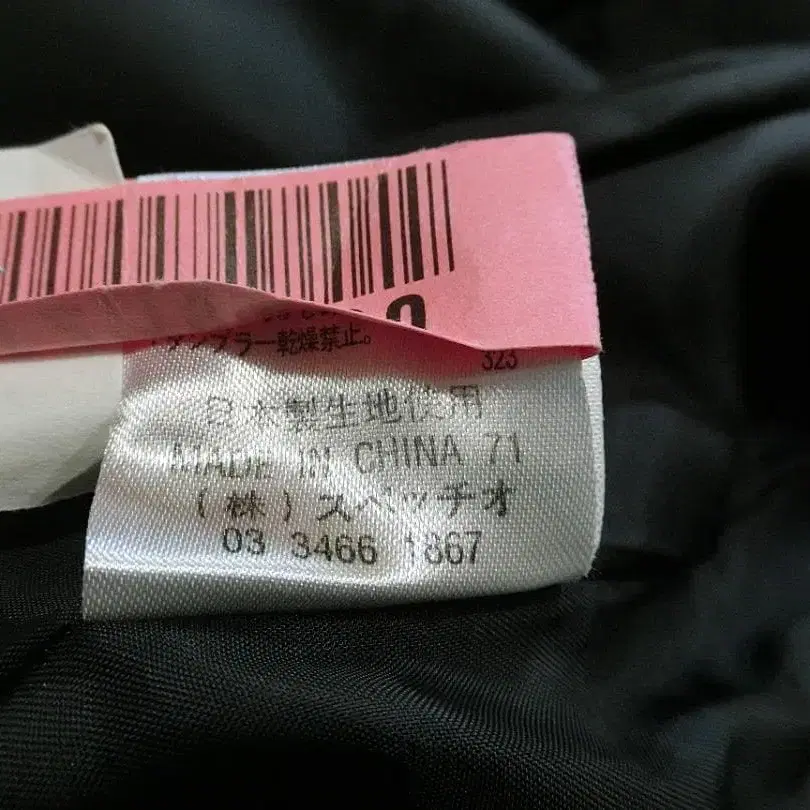 タンブラー乾燥禁止。
323
日本製生地使用
MADE IN CHINA 71
(株)スペッチオ
03 3466 1867